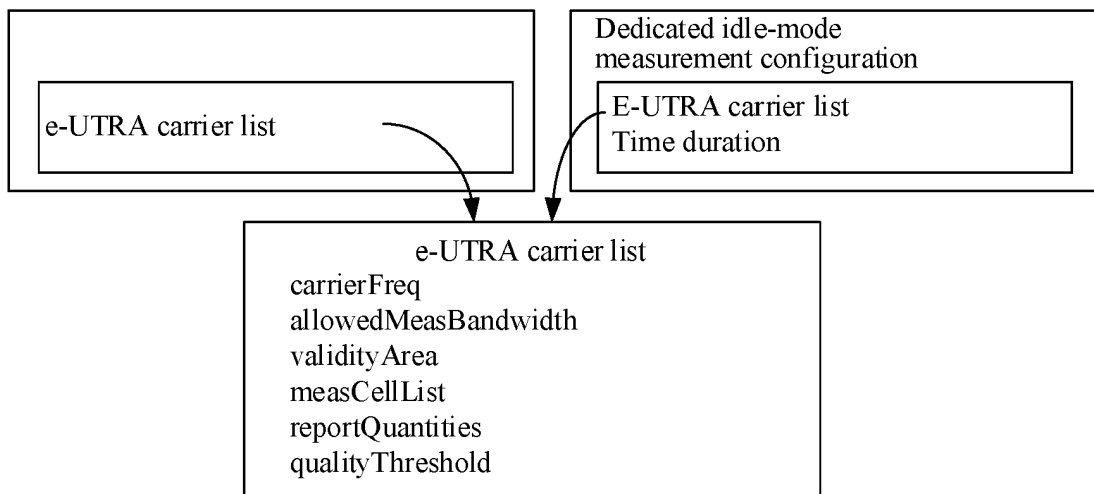 e-UTRA carrier list
Dedicated idle-mode
measurement configuration
E-UTRA carrier list
Time duration
e-UTRA carrier list
carrierFreq
allowedMeasBandwidth
validityArea
measCellList
reportQuantities
qualityThreshold